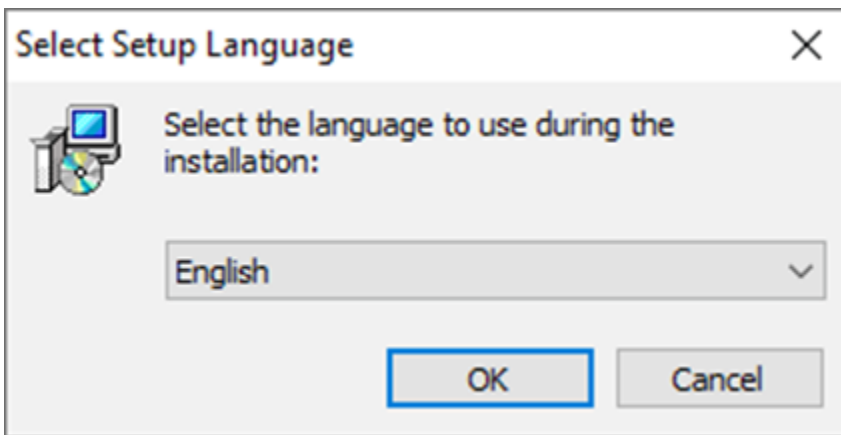 Select Setup Language
Select the language to use during the
installation:
English
OK
Cancel